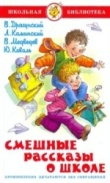 ШКОЛЬНАЯ
БИБЛИОТЕКА
В. Драгунский
Л. Каминский
В. Медведев
Ю. Коваль
СМЕШНЫЕ
РАССКАЗЫ
О ШКОЛЕ